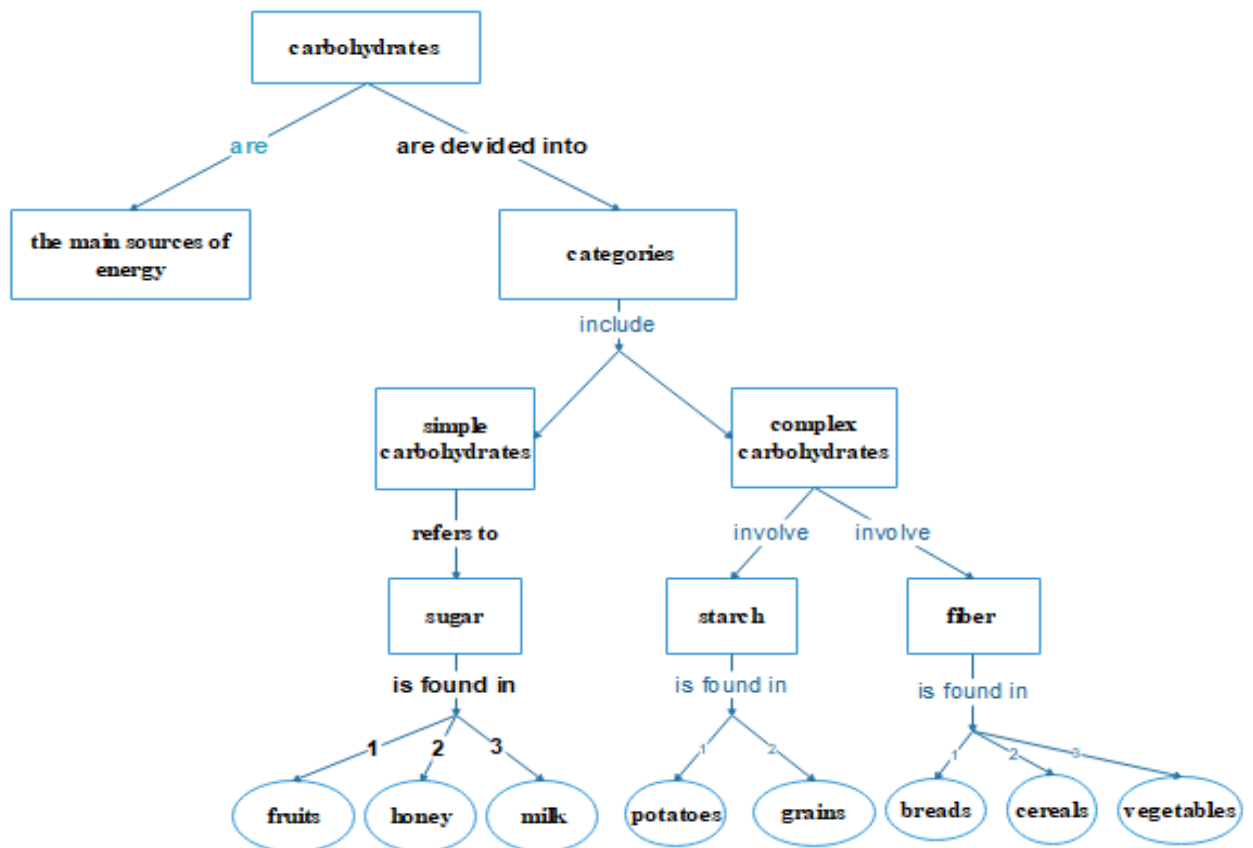 carbohydrates
are
are devided into
the main sources of
energy
categories
include
simple
carbohydrates
complex
carbohydrates
refers to
involve
involve
sugar
starch
fiber
is found in
is found in
is found in
1
2
3
1
2
1
2
3
fruits
honey
milk
potatoes
grains
breads
cereals
vegetables